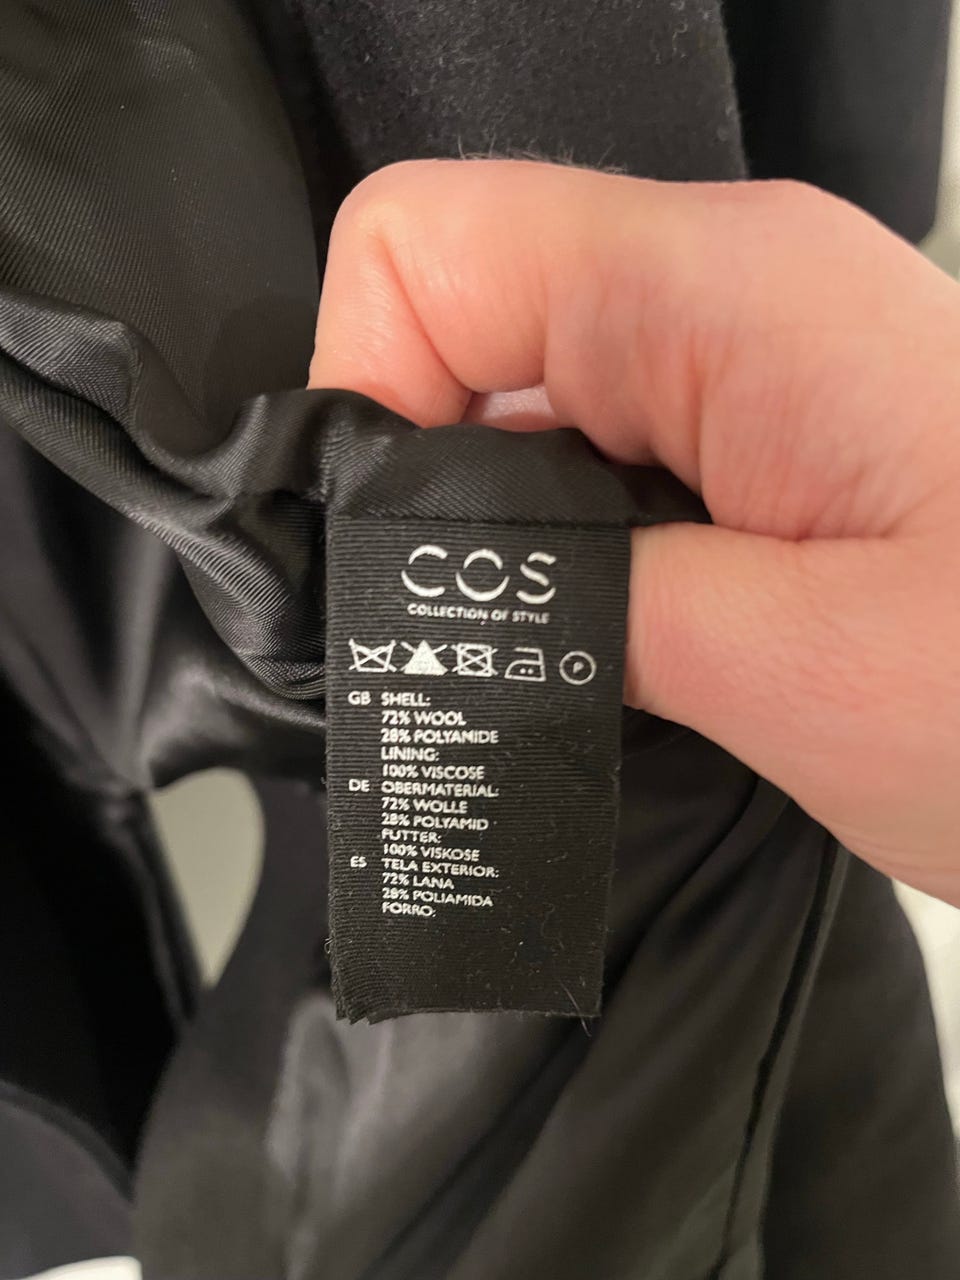 COS
COLLECTION OF STYLE
P
GB SHELL:
72% WOOL
28% POLYAMIDE
LINING:
100% VISCOSE
DE OBERMATERIAL:
72% WOLLE
28% POLYAMID
FUTTER:
100% VISKOSE
ES TELA EXTERIOR:
72% LANA
28% POLIAMIDA
FORRO: